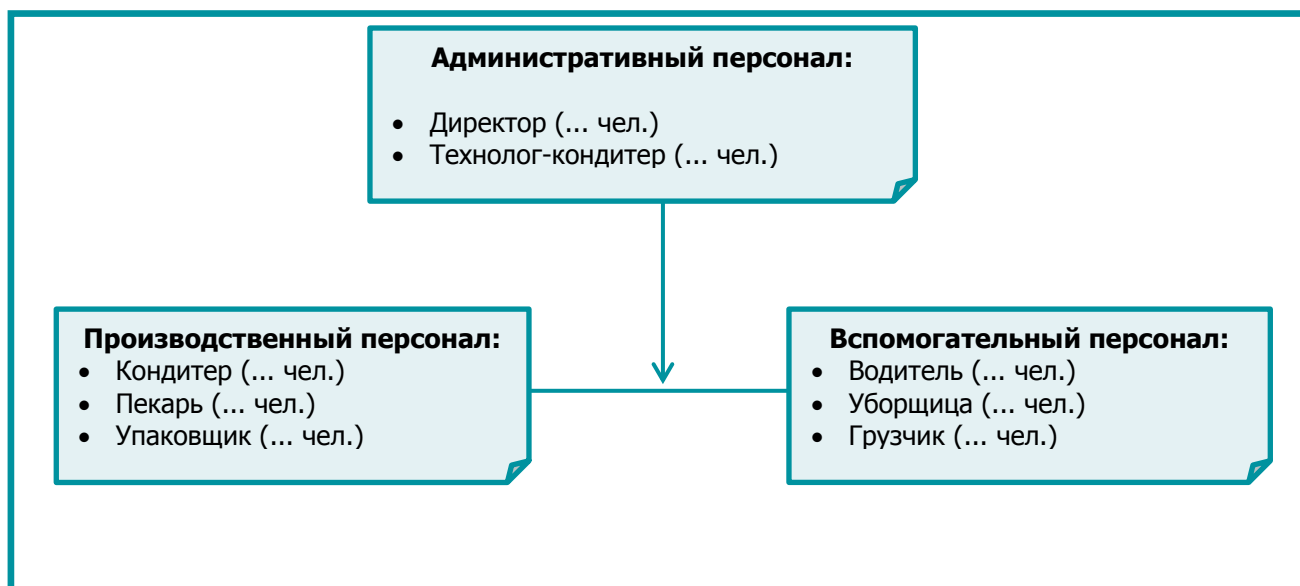 Административный персонал:
• Директор (... чел.)
• Технолог-кондитер (... чел.)
Производственный персонал:
• Кондитер (... чел.)
• Пекарь (... чел.)
• Упаковщик (... чел.)
Вспомогательный персонал:
• Водитель (... чел.)
• Уборщица (... чел.)
• Грузчик (... чел.)